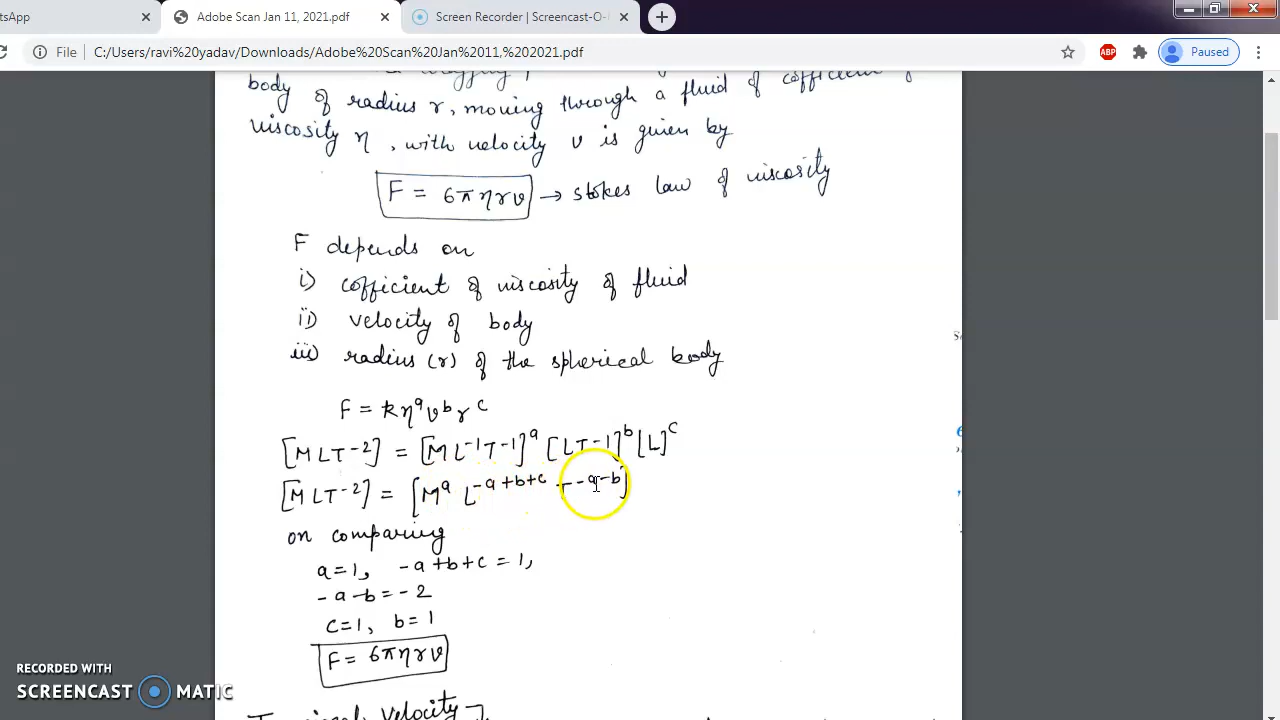 tsApp
Adobe Scan Jan 11, 2021.pdf
Screen Recorder | Screencast-O-
File C:/Users/ravi%20yadav/Downloads/Adobe%20Scan%20Jan%2011,%202021.pdf
ABP
Paused
body of radius r, moving through a fluid of cofficient of
viscosity η, with velocity v is given by
F = 6πηrv → stokes law of viscosity
F depends on
i) cofficient of viscosity of fluid
ii) velocity of body
iii) radius (r) of the spherical body
F = kη^a v^b r^c
[MLT-2] = [ML-1T-1]^a [LT-1]^b [L]^c
[MLT-2] = [M^a L^-a+b+c T^-a-b]
on comparing
a=1, -a+b+c = 1,
-a-b=-2
c=1, b=1
F= 6πηrv
RECORDED WITH
SCREENCAST MATIC
velocity